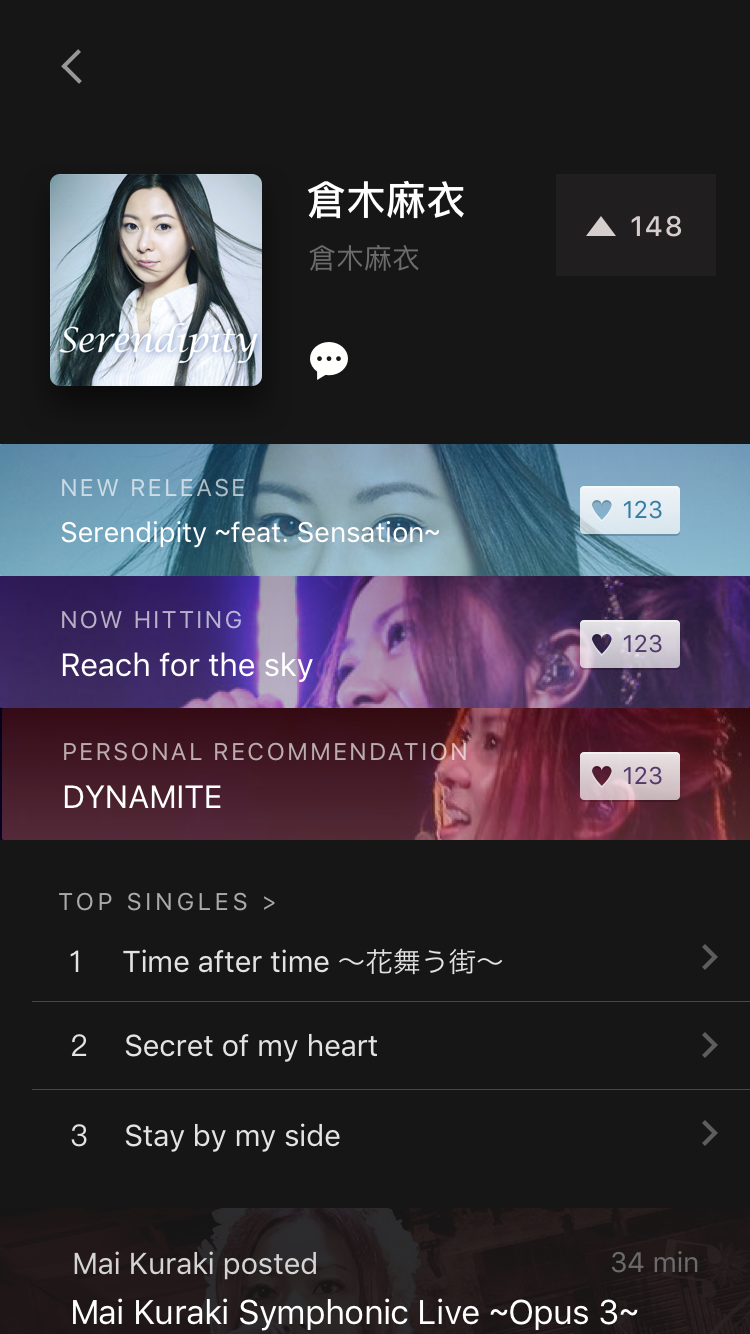 倉木麻衣
148
倉木麻衣
Serendipity
NEW RELEASE
Serendipity ~feat. Sensation~
123
NOW HITTING
Reach for the sky
123
PERSONAL RECOMMENDATION
DYNAMITE
123
TOP SINGLES >
1 Time after time 〜花舞う街〜
2 Secret of my heart
3 Stay by my side
Mai Kuraki posted 34 min
Mai Kuraki Symphonic Live ~Opus 3~